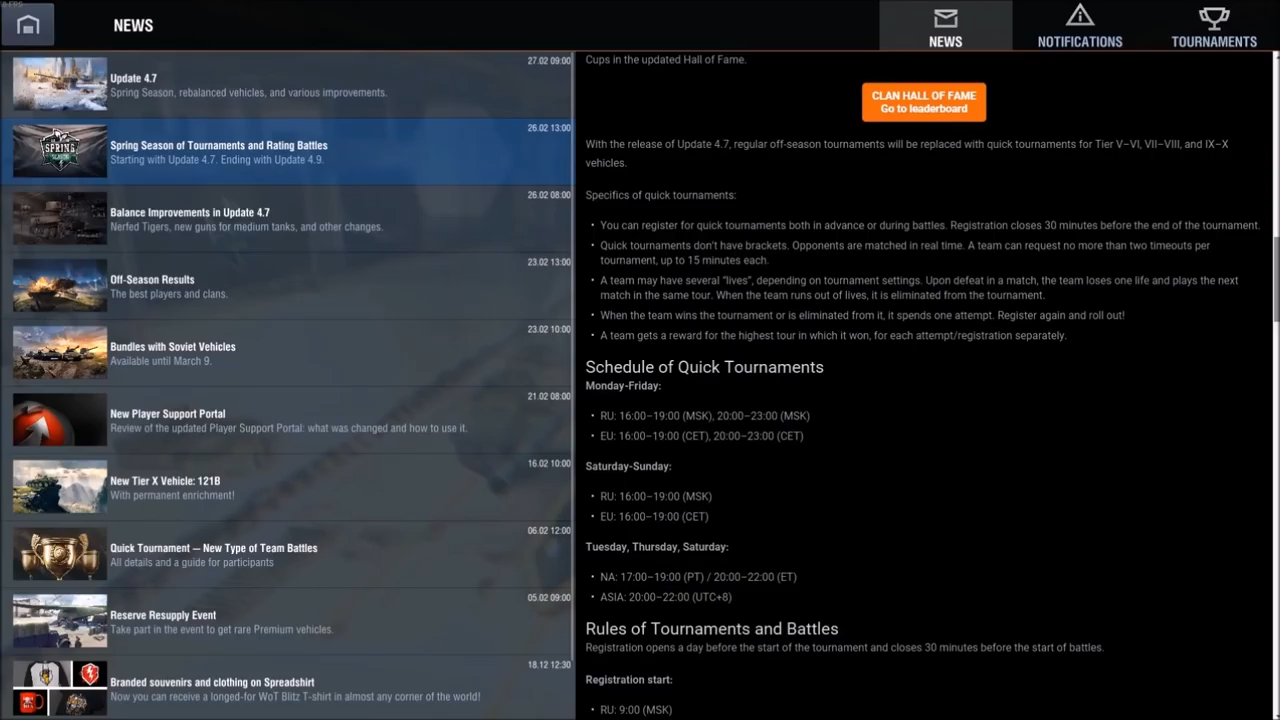 8 FPS
NEWS
NEWS
NOTIFICATIONS
TOURNAMENTS
27.02 09:00
Update 4.7
Spring Season, rebalanced vehicles, and various improvements.
26.02 13:00
SPRING
Spring Season of Tournaments and Rating Battles
Starting with Update 4.7. Ending with Update 4.9.
26.02 08:00
Balance Improvements in Update 4.7
Nerfed Tigers, new guns for medium tanks, and other changes.
23.02 13:00
Off-Season Results
The best players and clans.
23.02 10:00
Bundles with Soviet Vehicles
Available until March 9.
21.02 08:00
New Player Support Portal
Review of the updated Player Support Portal: what was changed and how to use it.
16.02 10:00
New Tier X Vehicle: 121B
With permanent enrichment!
06.02 12:00
Quick Tournament — New Type of Team Battles
All details and a guide for participants
05.02 09:00
Reserve Resupply Event
Take part in the event to get rare Premium vehicles.
18.12 12:30
Branded souvenirs and clothing on Spreadshirt
Now you can receive a longed-for WoT Blitz T-shirt in almost any corner of the world!
Cups in the updated Hall of Fame.
CLAN HALL OF FAME
Go to leaderboard
With the release of Update 4.7, regular off-season tournaments will be replaced with quick tournaments for Tier V–VI, VII–VIII, and IX–X
vehicles.
Specifics of quick tournaments:
• You can register for quick tournaments both in advance or during battles. Registration closes 30 minutes before the end of the tournament.
• Quick tournaments don't have brackets. Opponents are matched in real time. A team can request no more than two timeouts per
tournament, up to 15 minutes each.
• A team may have several "lives", depending on tournament settings. Upon defeat in a match, the team loses one life and plays the next
match in the same tour. When the team runs out of lives, it is eliminated from the tournament.
• When the team wins the tournament or is eliminated from it, it spends one attempt. Register again and roll out!
• A team gets a reward for the highest tour in which it won, for each attempt/registration separately.
Schedule of Quick Tournaments
Monday-Friday:
• RU: 16:00–19:00 (MSK), 20:00–23:00 (MSK)
• EU: 16:00–19:00 (CET), 20:00–23:00 (CET)
Saturday-Sunday:
• RU: 16:00–19:00 (MSK)
• EU: 16:00–19:00 (CET)
Tuesday, Thursday, Saturday:
• NA: 17:00–19:00 (PT) / 20:00–22:00 (ET)
• ASIA: 20:00–22:00 (UTC+8)
Rules of Tournaments and Battles
Registration opens a day before the start of the tournament and closes 30 minutes before the start of battles.
Registration start:
• RU: 9:00 (MSK)